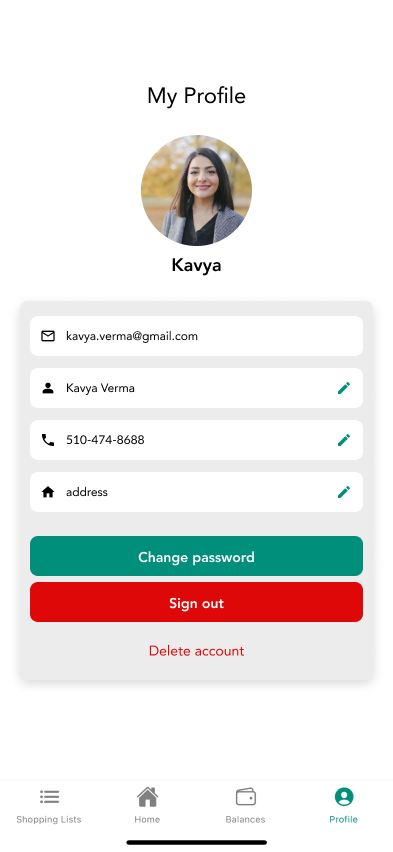 My Profile
Kavya
kavya.verma@gmail.com
Kavya Verma
510-474-8688
address
Change password
Sign out
Delete account
Shopping Lists
Home
Balances
Profile